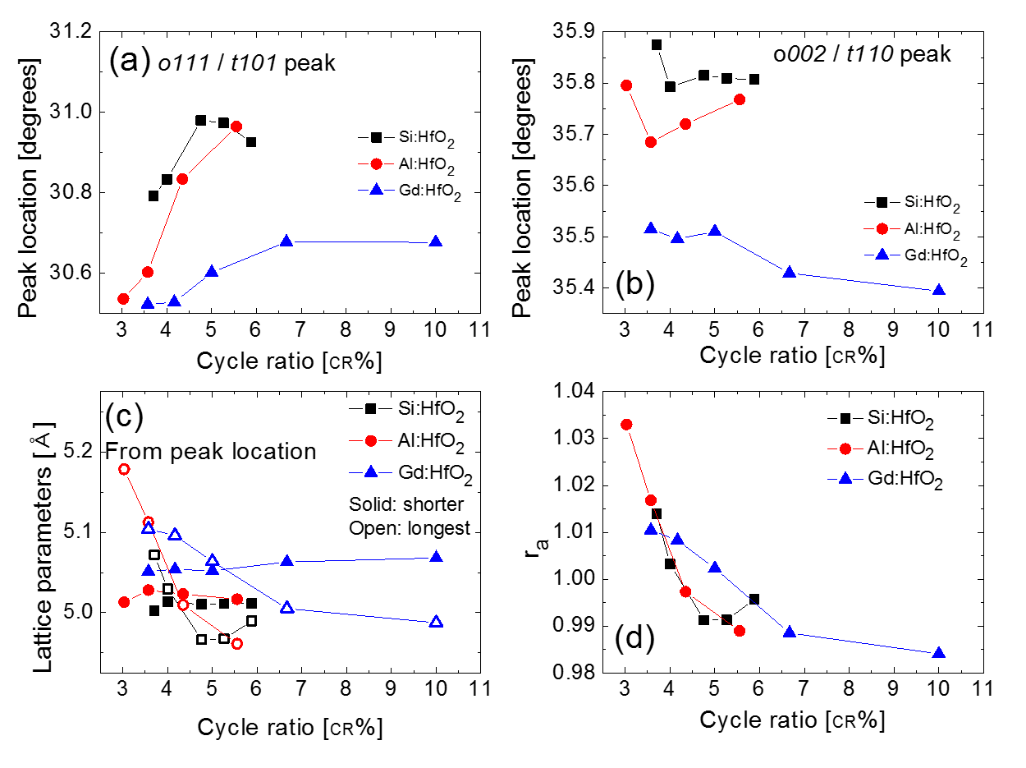 (a) o111 / t101 peak
31.2
31.0
30.8
30.6
Peak location [degrees]
Si:HfO2
Al:HfO2
Gd:HfO2
3 4 5 6 7 8 9 10 11
Cycle ratio [CR%]
o002 / t110 peak
35.9
35.8
35.7
35.6
35.5
35.4
Peak location [degrees]
Si:HfO2
Al:HfO2
Gd:HfO2
(b)
3 4 5 6 7 8 9 10 11
Cycle ratio [CR%]
(c)
From peak location
5.2
5.1
5.0
Lattice parameters [Å]
Si:HfO2
Al:HfO2
Gd:HfO2
Solid: shorter
Open: longest
3 4 5 6 7 8 9 10 11
Cycle ratio [CR%]
1.04
1.03
1.02
1.01
1.00
0.99
0.98
ra
Si:HfO2
Al:HfO2
Gd:HfO2
(d)
3 4 5 6 7 8 9 10 11
Cycle ratio [CR%]